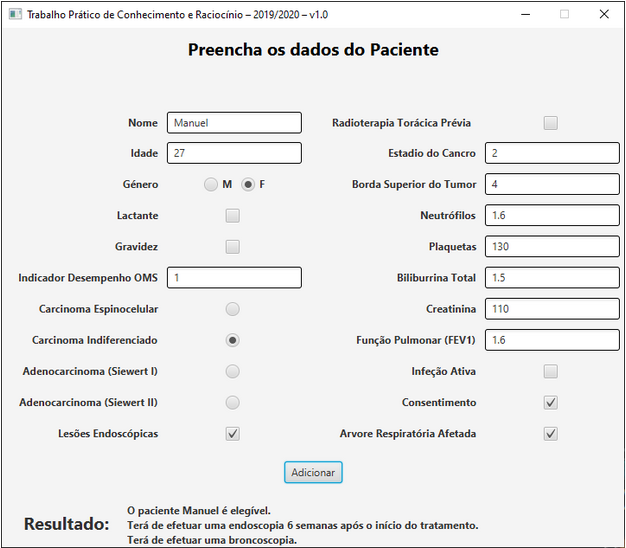 Trabalho Prático de Conhecimento e Raciocínio – 2019/2020 – v1.0
Preencha os dados do Paciente
Nome Manuel Radioterapia Torácica Prévia
Idade 27 Estadio do Cancro 2
Género M F Borda Superior do Tumor 4
Lactante Neutrófilos 1.6
Gravidez Plaquetas 130
Indicador Desempenho OMS 1 Biliburrina Total 1.5
Carcinoma Espinocelular Creatinina 110
Carcinoma Indiferenciado Função Pulmonar (FEV1) 1.6
Adenocarcinoma (Siewert I) Infeção Ativa
Adenocarcinoma (Siewert II) Consentimento
Lesões Endoscópicas Arvore Respiratória Afetada
Adicionar
Resultado:
O paciente Manuel é elegível.
Terá de efetuar uma endoscopia 6 semanas após o início do tratamento.
Terá de efetuar uma broncoscopia.